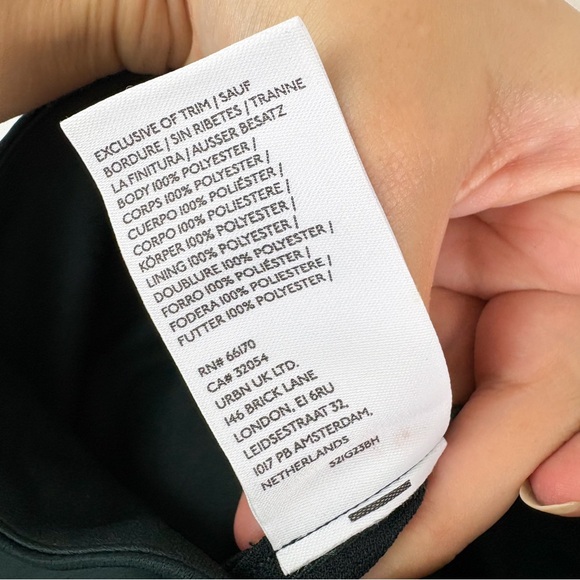 EXCLUSIVE OF TRIM / SAUF
BORDURE / SIN RIBETES / TRANNE
LA FINITURA / AUSSER BESATZ
BODY 100% POLYESTER /
CORPS 100% POLYESTER /
CUERPO 100% POLIÉSTER /
CORPO 100% POLIESTERE /
KÖRPER 100% POLYESTER /
LINING 100% POLYESTER /
DOUBLURE 100% POLYESTER /
FORRO 100% POLIÉSTER /
FODERA 100% POLIESTERE /
FUTTER 100% POLYESTER /
RN# 66170
CA# 32054
URBN UK LTD.
146 BRICK LANE
LONDON, E1 6RU
LEIDSESTRAAT 32,
1017 PB AMSTERDAM,
NETHERLANDS